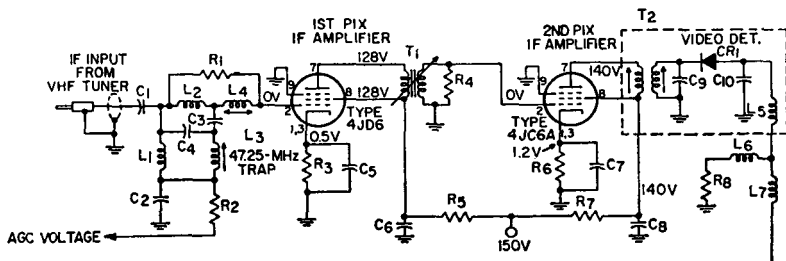 IF INPUT
FROM
VHF TUNER
C1
R1
L2
L4
0V
C3
C4
L1
L3
47.25-MHz
TRAP
C2
R2
AGC VOLTAGE
1ST PIX
IF AMPLIFIER
7
9
2
8
128V
128V
TYPE
4JD6
1,3
0.5V
R3
C5
T1
R4
C6
R5
150V
R7
C8
2ND PIX
IF AMPLIFIER
7
9
2
8
0V
140V
TYPE
4JC6A
1,3
1.2V
R6
C7
140V
T2
VIDEO DET.
CR1
C9
C10
L5
L6
R8
L7